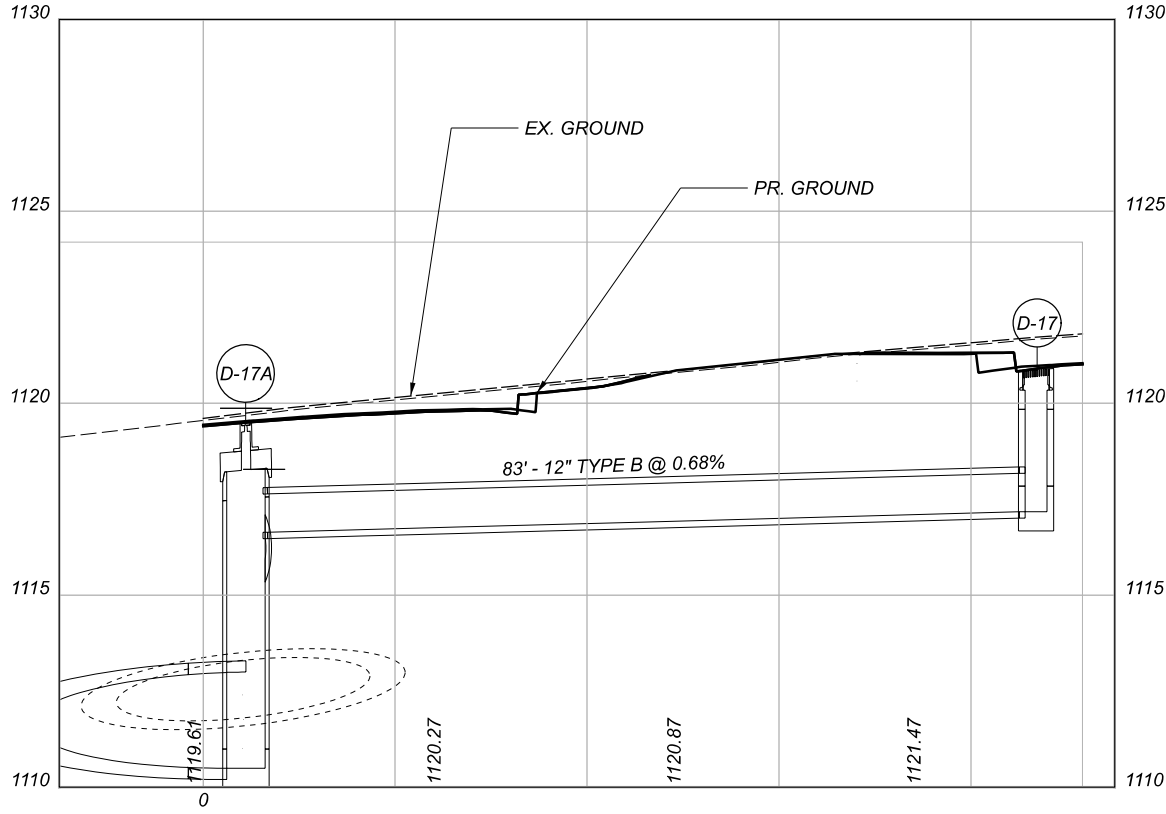 1130 1130
EX. GROUND
PR. GROUND
1125 1125
D-17
D-17A
1120 1120
83' - 12" TYPE B @ 0.68%
1115 1115
1119.61 1120.27 1120.87 1121.47
1110 1110
0